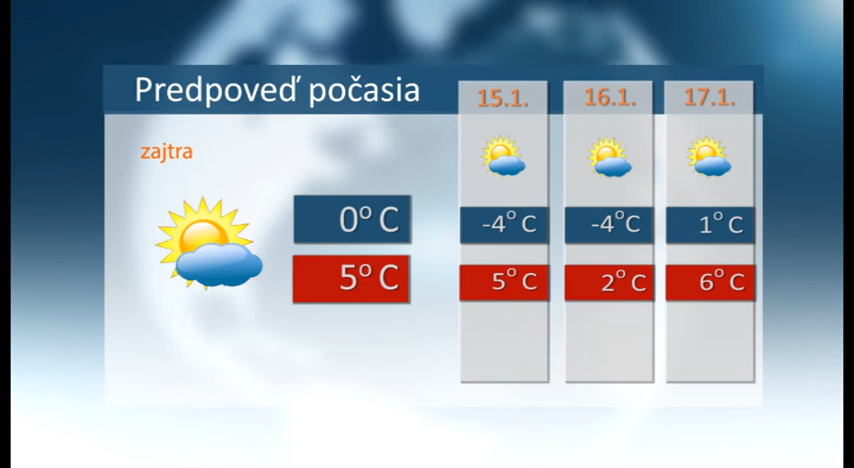 Predpoveď počasia
zajtra
0° C
5° C
15.1. 16.1. 17.1.
-4° C -4°C 1° C
5° C 2° C 6° C